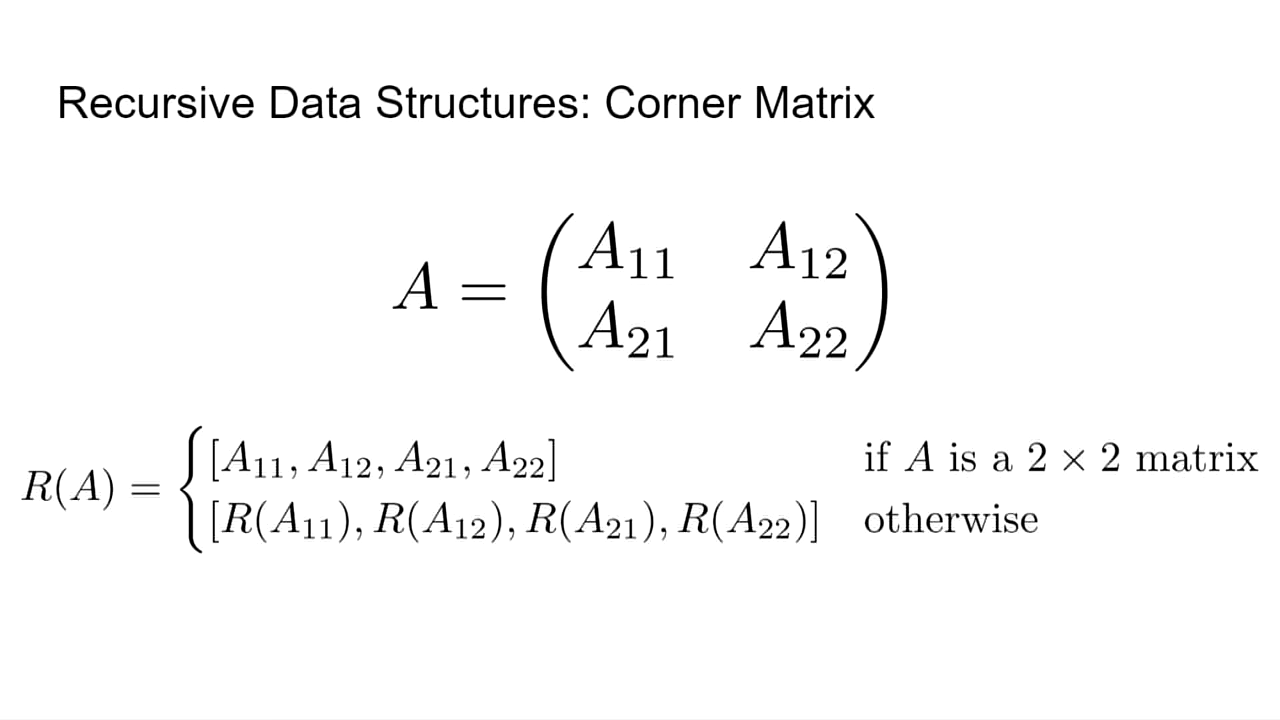 Recursive Data Structures: Corner Matrix
A = ( A₁₁ A₁₂
A₂₁ A₂₂ )
R(A) = { [A₁₁, A₁₂, A₂₁, A₂₂] if A is a 2 × 2 matrix
[R(A₁₁), R(A₁₂), R(A₂₁), R(A₂₂)] otherwise